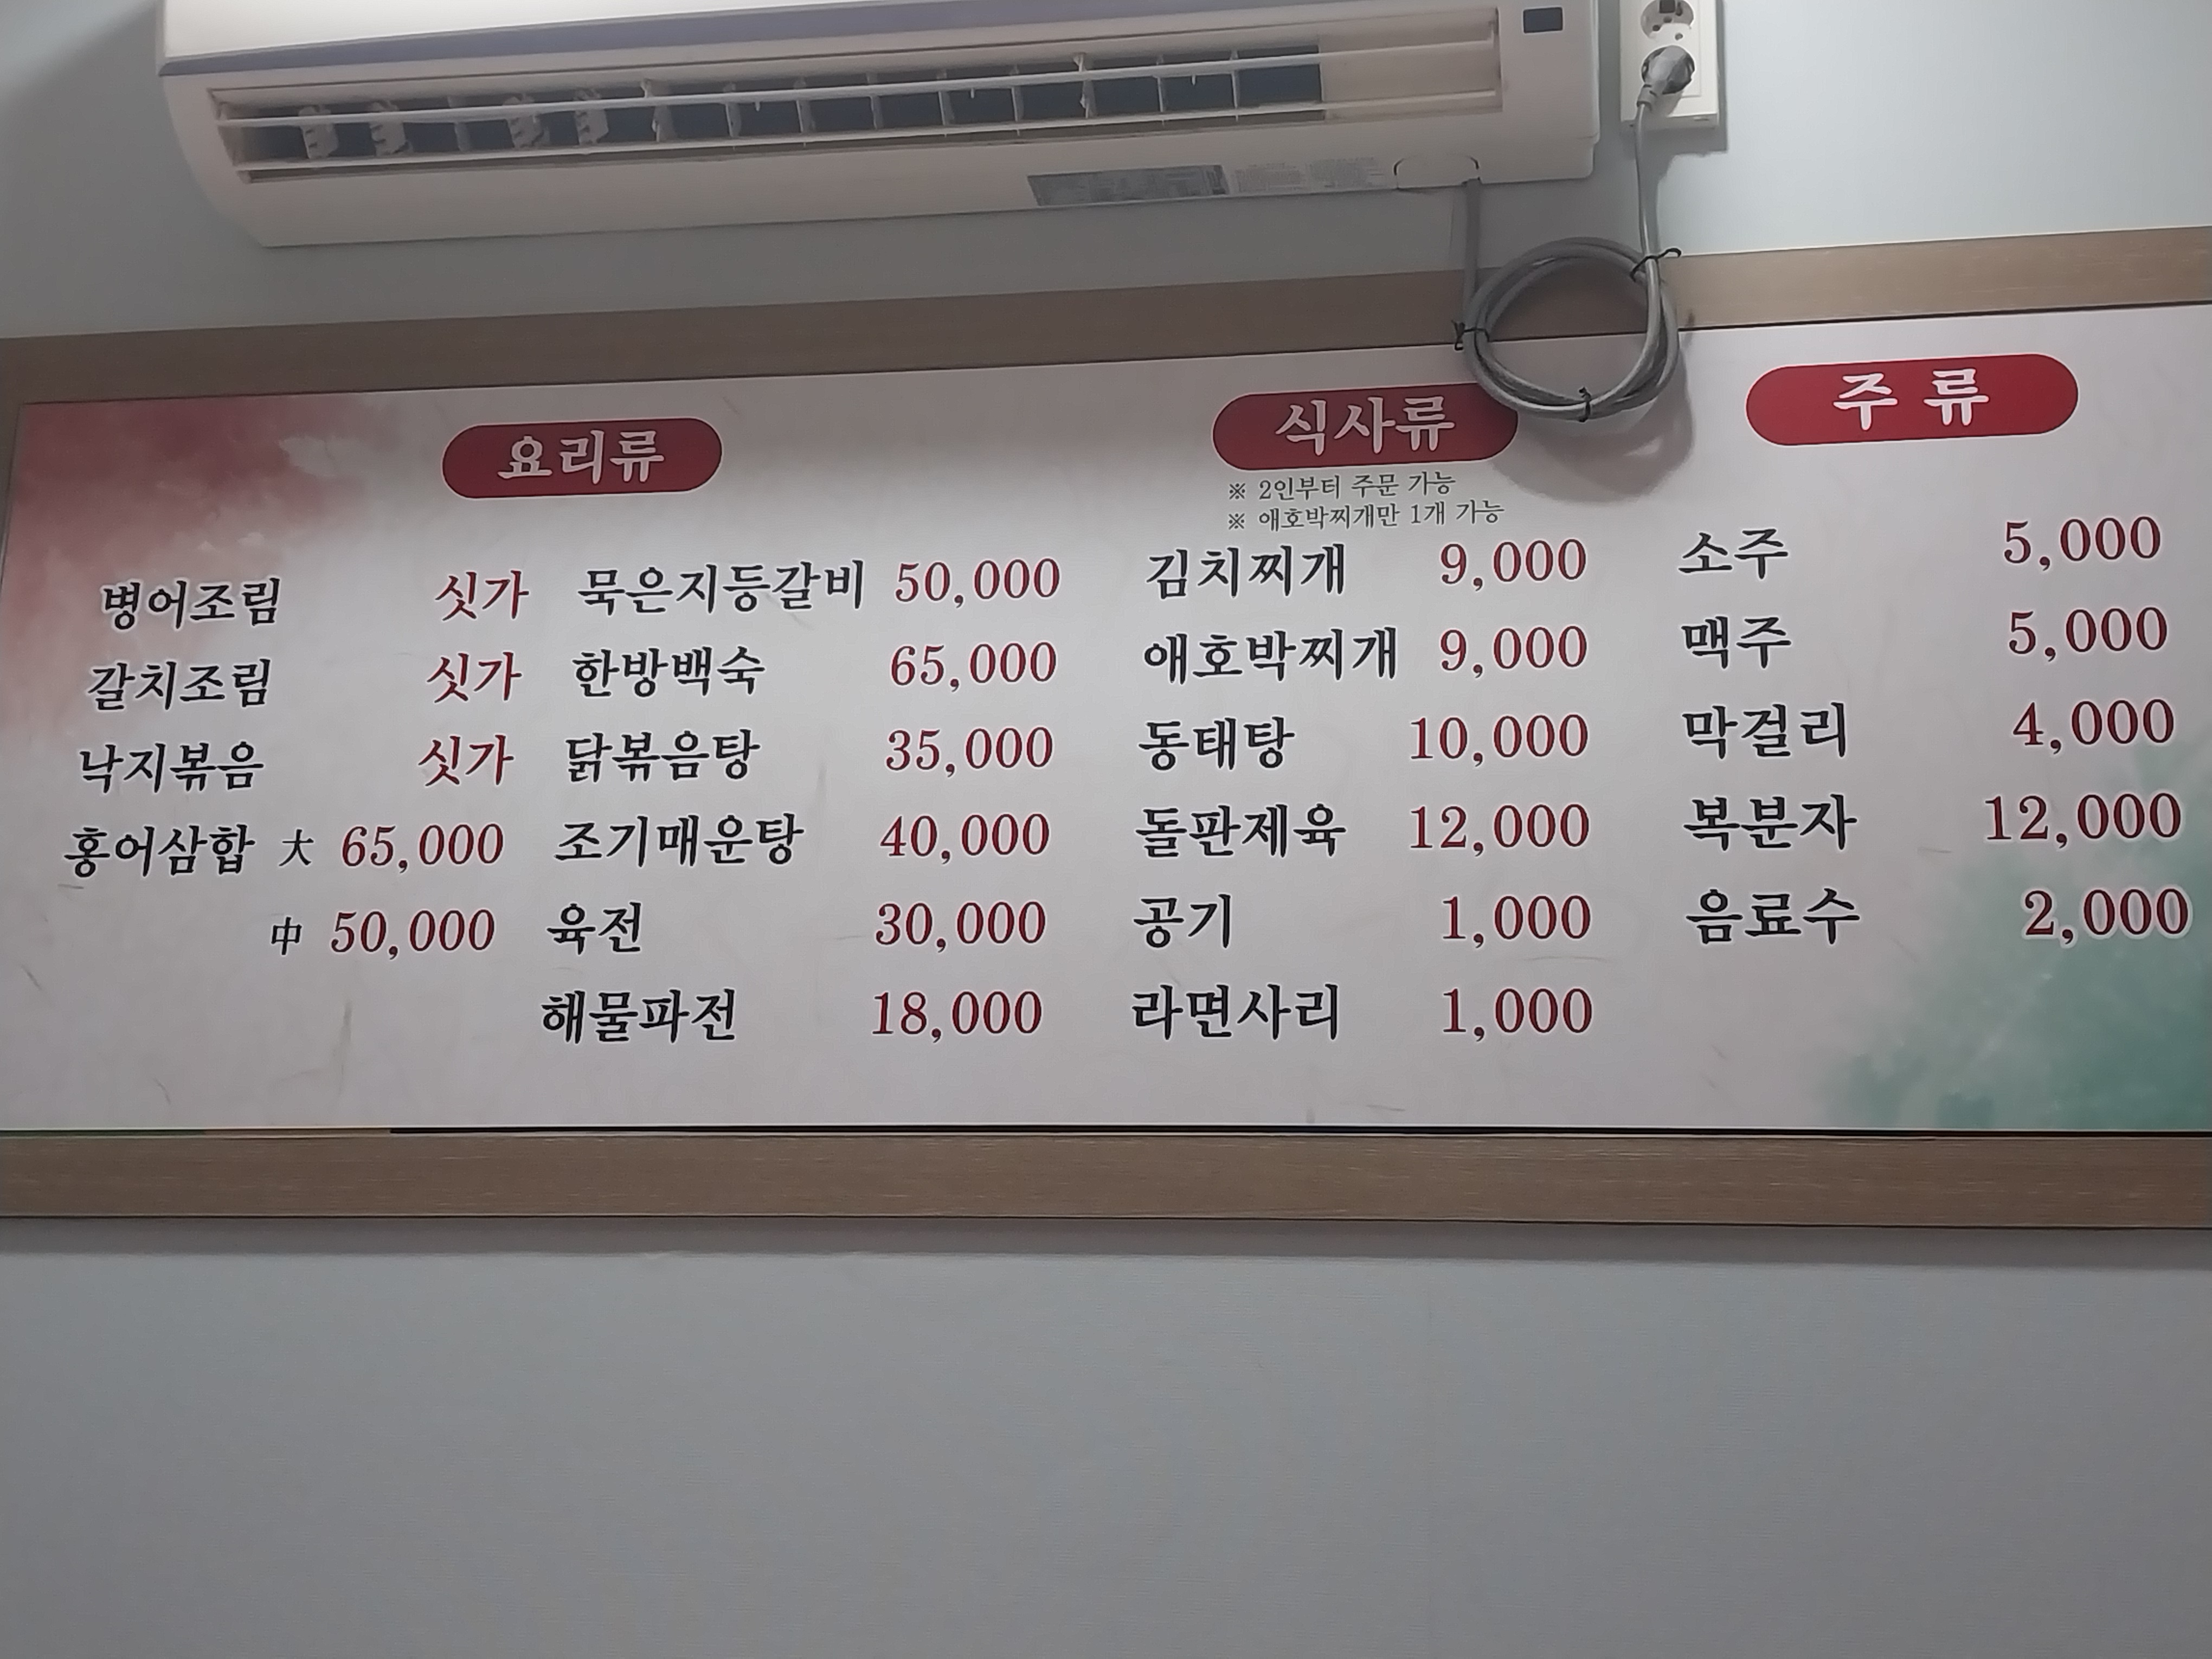 요리류
병어조림 싯가
갈치조림 싯가
낙지볶음 싯가
홍어삼합 大 65,000
中 50,000
묵은지등갈비 50,000
한방백숙 65,000
닭볶음탕 35,000
조기매운탕 40,000
육전 30,000
해물파전 18,000
식사류
※ 2인부터 주문 가능
※ 애호박찌개만 1개 가능
김치찌개 9,000
애호박찌개 9,000
동태탕 10,000
돌판제육 12,000
공기 1,000
라면사리 1,000
주류
소주 5,000
맥주 5,000
막걸리 4,000
복분자 12,000
음료수 2,000